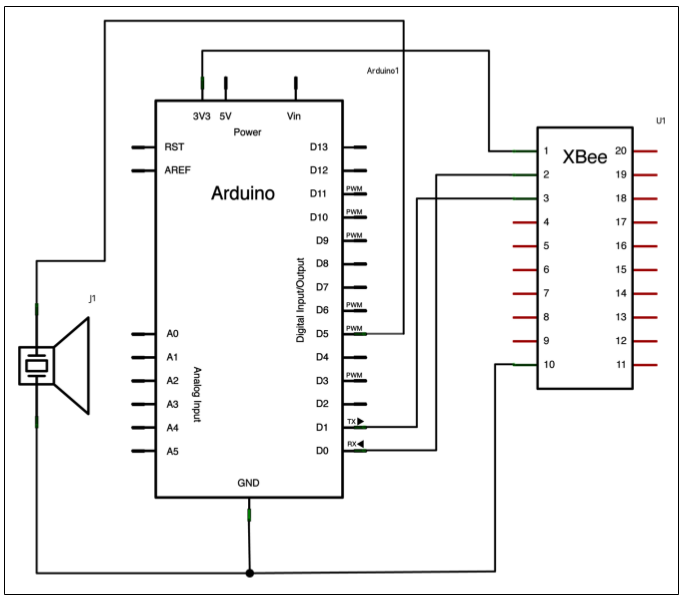 Arduino1
3V3 5V Vin
Power
U1
RST D13
AREF D12
Arduino
D11 PWM
D10 PWM
D9 PWM
D8
D7
D6 PWM
Digital Input/Output
J1
A0 D5 PWM
A1 D4
A2 D3 PWM
A3 D2
A4 D1 TX
A5 D0 RX
Analog Input
GND
XBee
1 20
2 19
3 18
4 17
5 16
6 15
7 14
8 13
9 12
10 11